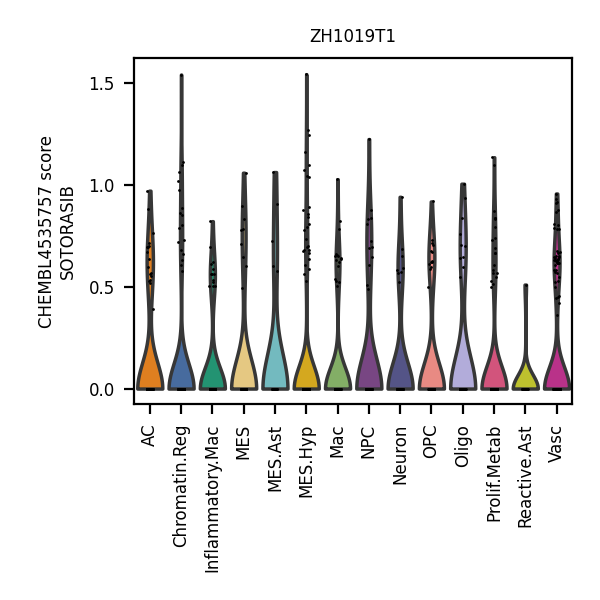 ZH1019T1
CHEMBL4535757 score
SOTORASIB
1.5
1.0
0.5
0.0
AC
Chromatin.Reg
Inflammatory.Mac
MES
MES.Ast
MES.Hyp
Mac
NPC
Neuron
OPC
Oligo
Prolif.Metab
Reactive.Ast
Vasc